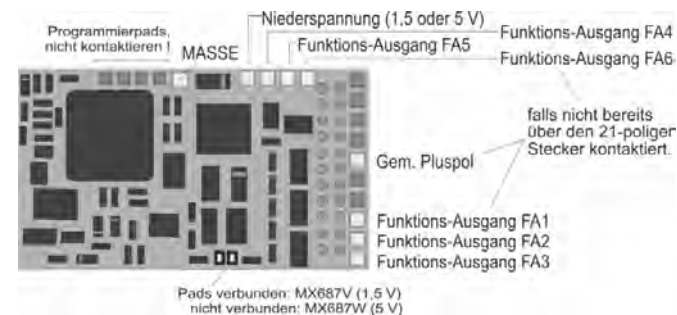 Niederspannung (1,5 oder 5 V)
Programmierpads,
nicht kontaktieren !
MASSE
Funktions-Ausgang FA4
Funktions-Ausgang FA5
Funktions-Ausgang FA6
falls nicht bereits
über den 21-poligen
Stecker kontaktiert.
Gem. Pluspol
Funktions-Ausgang FA1
Funktions-Ausgang FA2
Funktions-Ausgang FA3
Pads verbunden: MX687V (1,5 V)
nicht verbunden: MX687W (5 V)